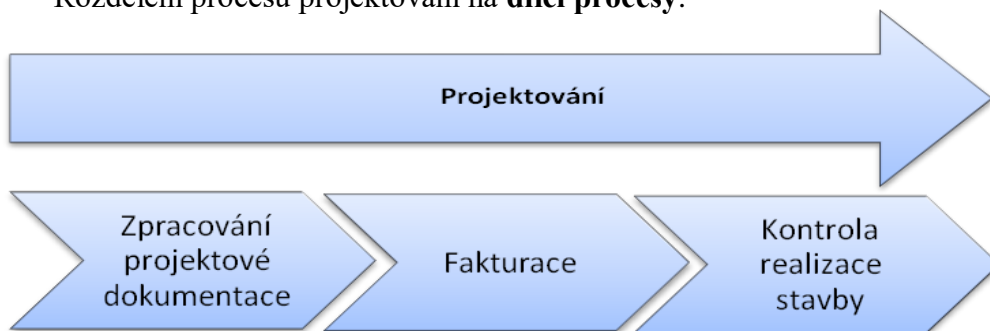 Rozdělení procesu projektování na dílčí procesy:
Projektování
Zpracování
projektové
dokumentace
Fakturace
Kontrola
realizace
stavby